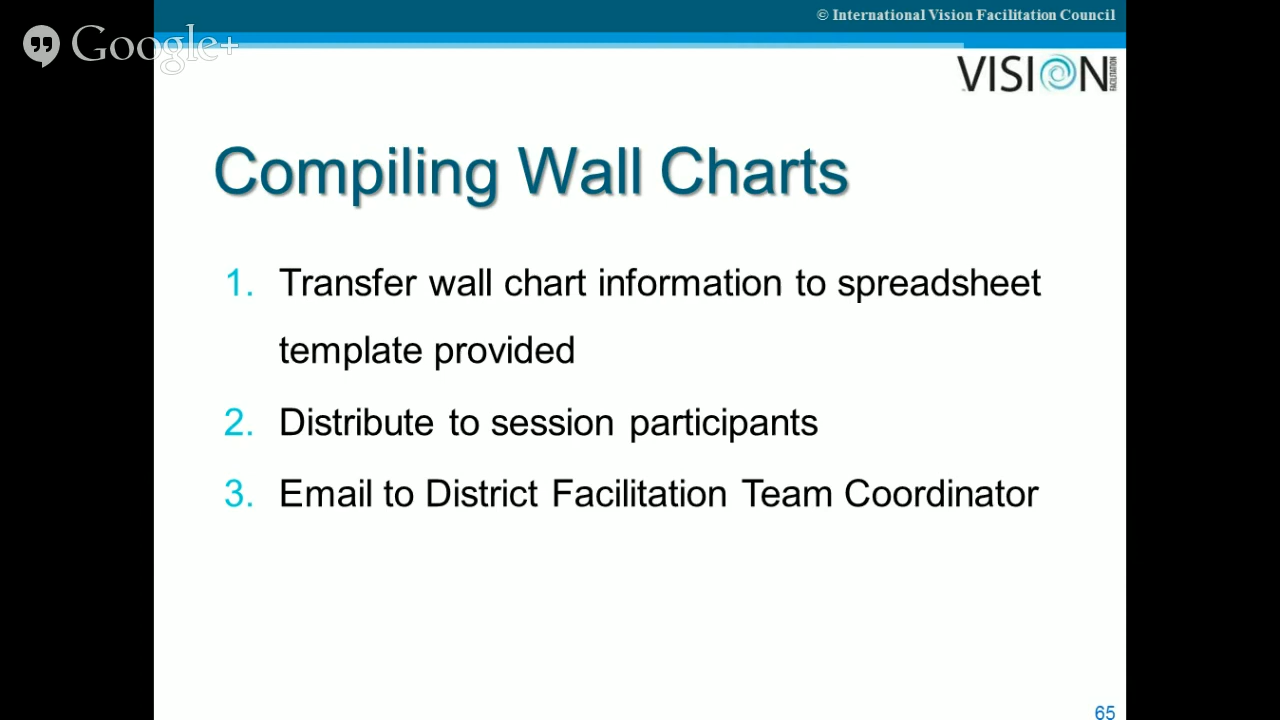 © International Vision Facilitation Council
Google+
VISION
FACILITATION
Compiling Wall Charts
1. Transfer wall chart information to spreadsheet
template provided
2. Distribute to session participants
3. Email to District Facilitation Team Coordinator
65